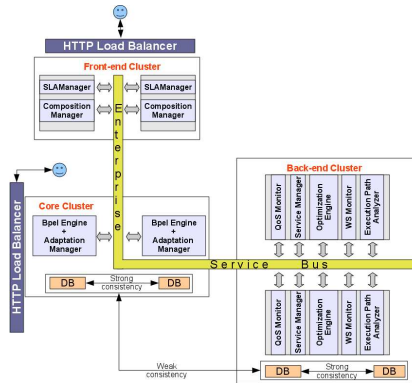 HTTP Load Balancer
Front-end Cluster
SLAManager
SLAManager
Composition
Manager
Composition
Manager
Enterprise
HTTP Load Balancer
Core Cluster
Bpel Engine
+
Adaptation
Manager
Bpel Engine
+
Adaptation
Manager
DB
Strong
consistency
DB
Service Bus
Back-end Cluster
QoS Monitor
Service Manager
Optimization
Engine
WS Monitor
Execution Path
Analyzer
QoS Monitor
Service Manager
Optimization
Engine
WS Monitor
Execution Path
Analyzer
Weak
consistency
DB
Strong
consistency
DB